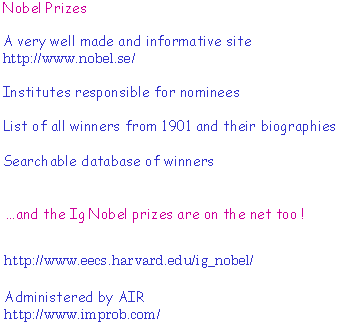 Nobel Prizes
A very well made and informative site
http://www.nobel.se/
Institutes responsible for nominees
List of all winners from 1901 and their biographies
Searchable database of winners
...and the Ig Nobel prizes are on the net too !
http://www.eecs.harvard.edu/ig_nobel/
Administered by AIR
http://www.improb.com/